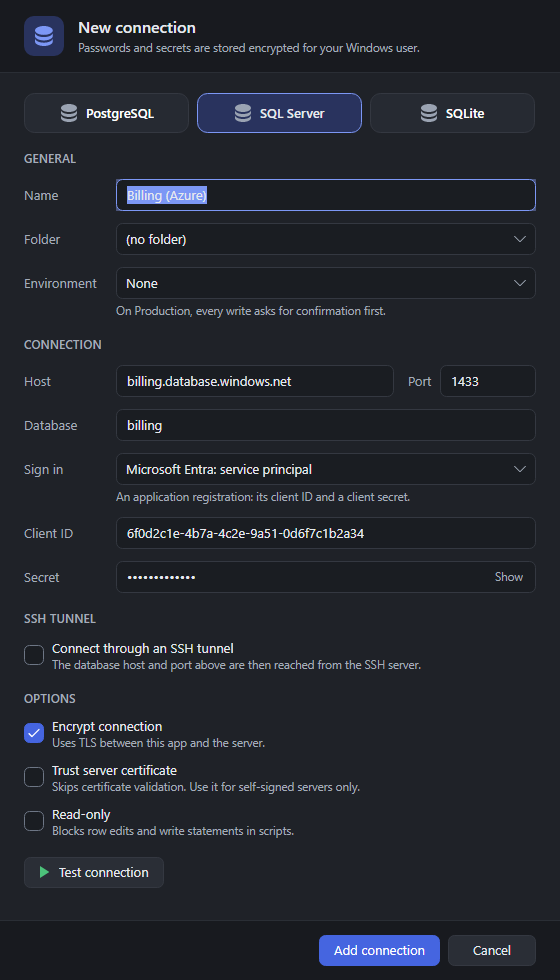 New connection
Passwords and secrets are stored encrypted for your Windows user.
PostgreSQL
SQL Server
SQLite
GENERAL
Name
Billing (Azure)
Folder
(no folder)
Environment
None
On Production, every write asks for confirmation first.
CONNECTION
Host
billing.database.windows.net
Port
1433
Database
billing
Sign in
Microsoft Entra: service principal
An application registration: its client ID and a client secret.
Client ID
6f0d2c1e-4b7a-4c2e-9a51-0d6f7c1b2a34
Secret
•••••••••••••
Show
SSH TUNNEL
Connect through an SSH tunnel
The database host and port above are then reached from the SSH server.
OPTIONS
Encrypt connection
Uses TLS between this app and the server.
Trust server certificate
Skips certificate validation. Use it for self-signed servers only.
Read-only
Blocks row edits and write statements in scripts.
Test connection
Add connection
Cancel